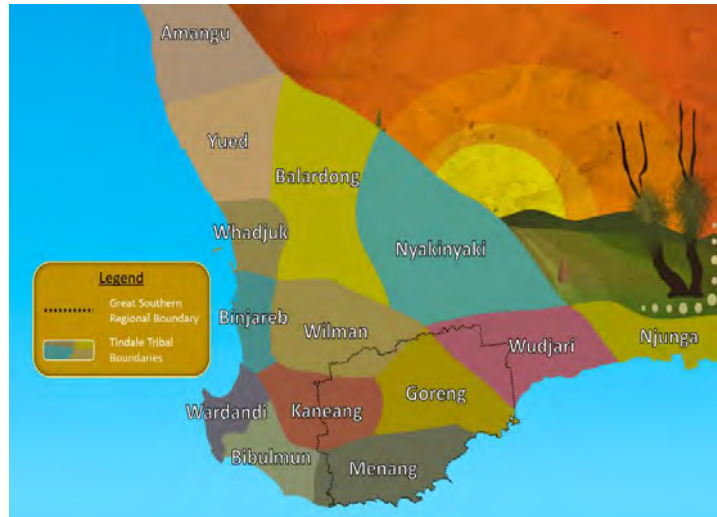 Amangu
Yued
Balardong
Whadjuk
Nyakinyaki
Legend
Great Southern
Regional Boundary
Tindale Tribal
Boundaries
Binjareb
Wilman
Wudjari
Njunga
Goreng
Wardandi
Kaneang
Bibulmun
Menang